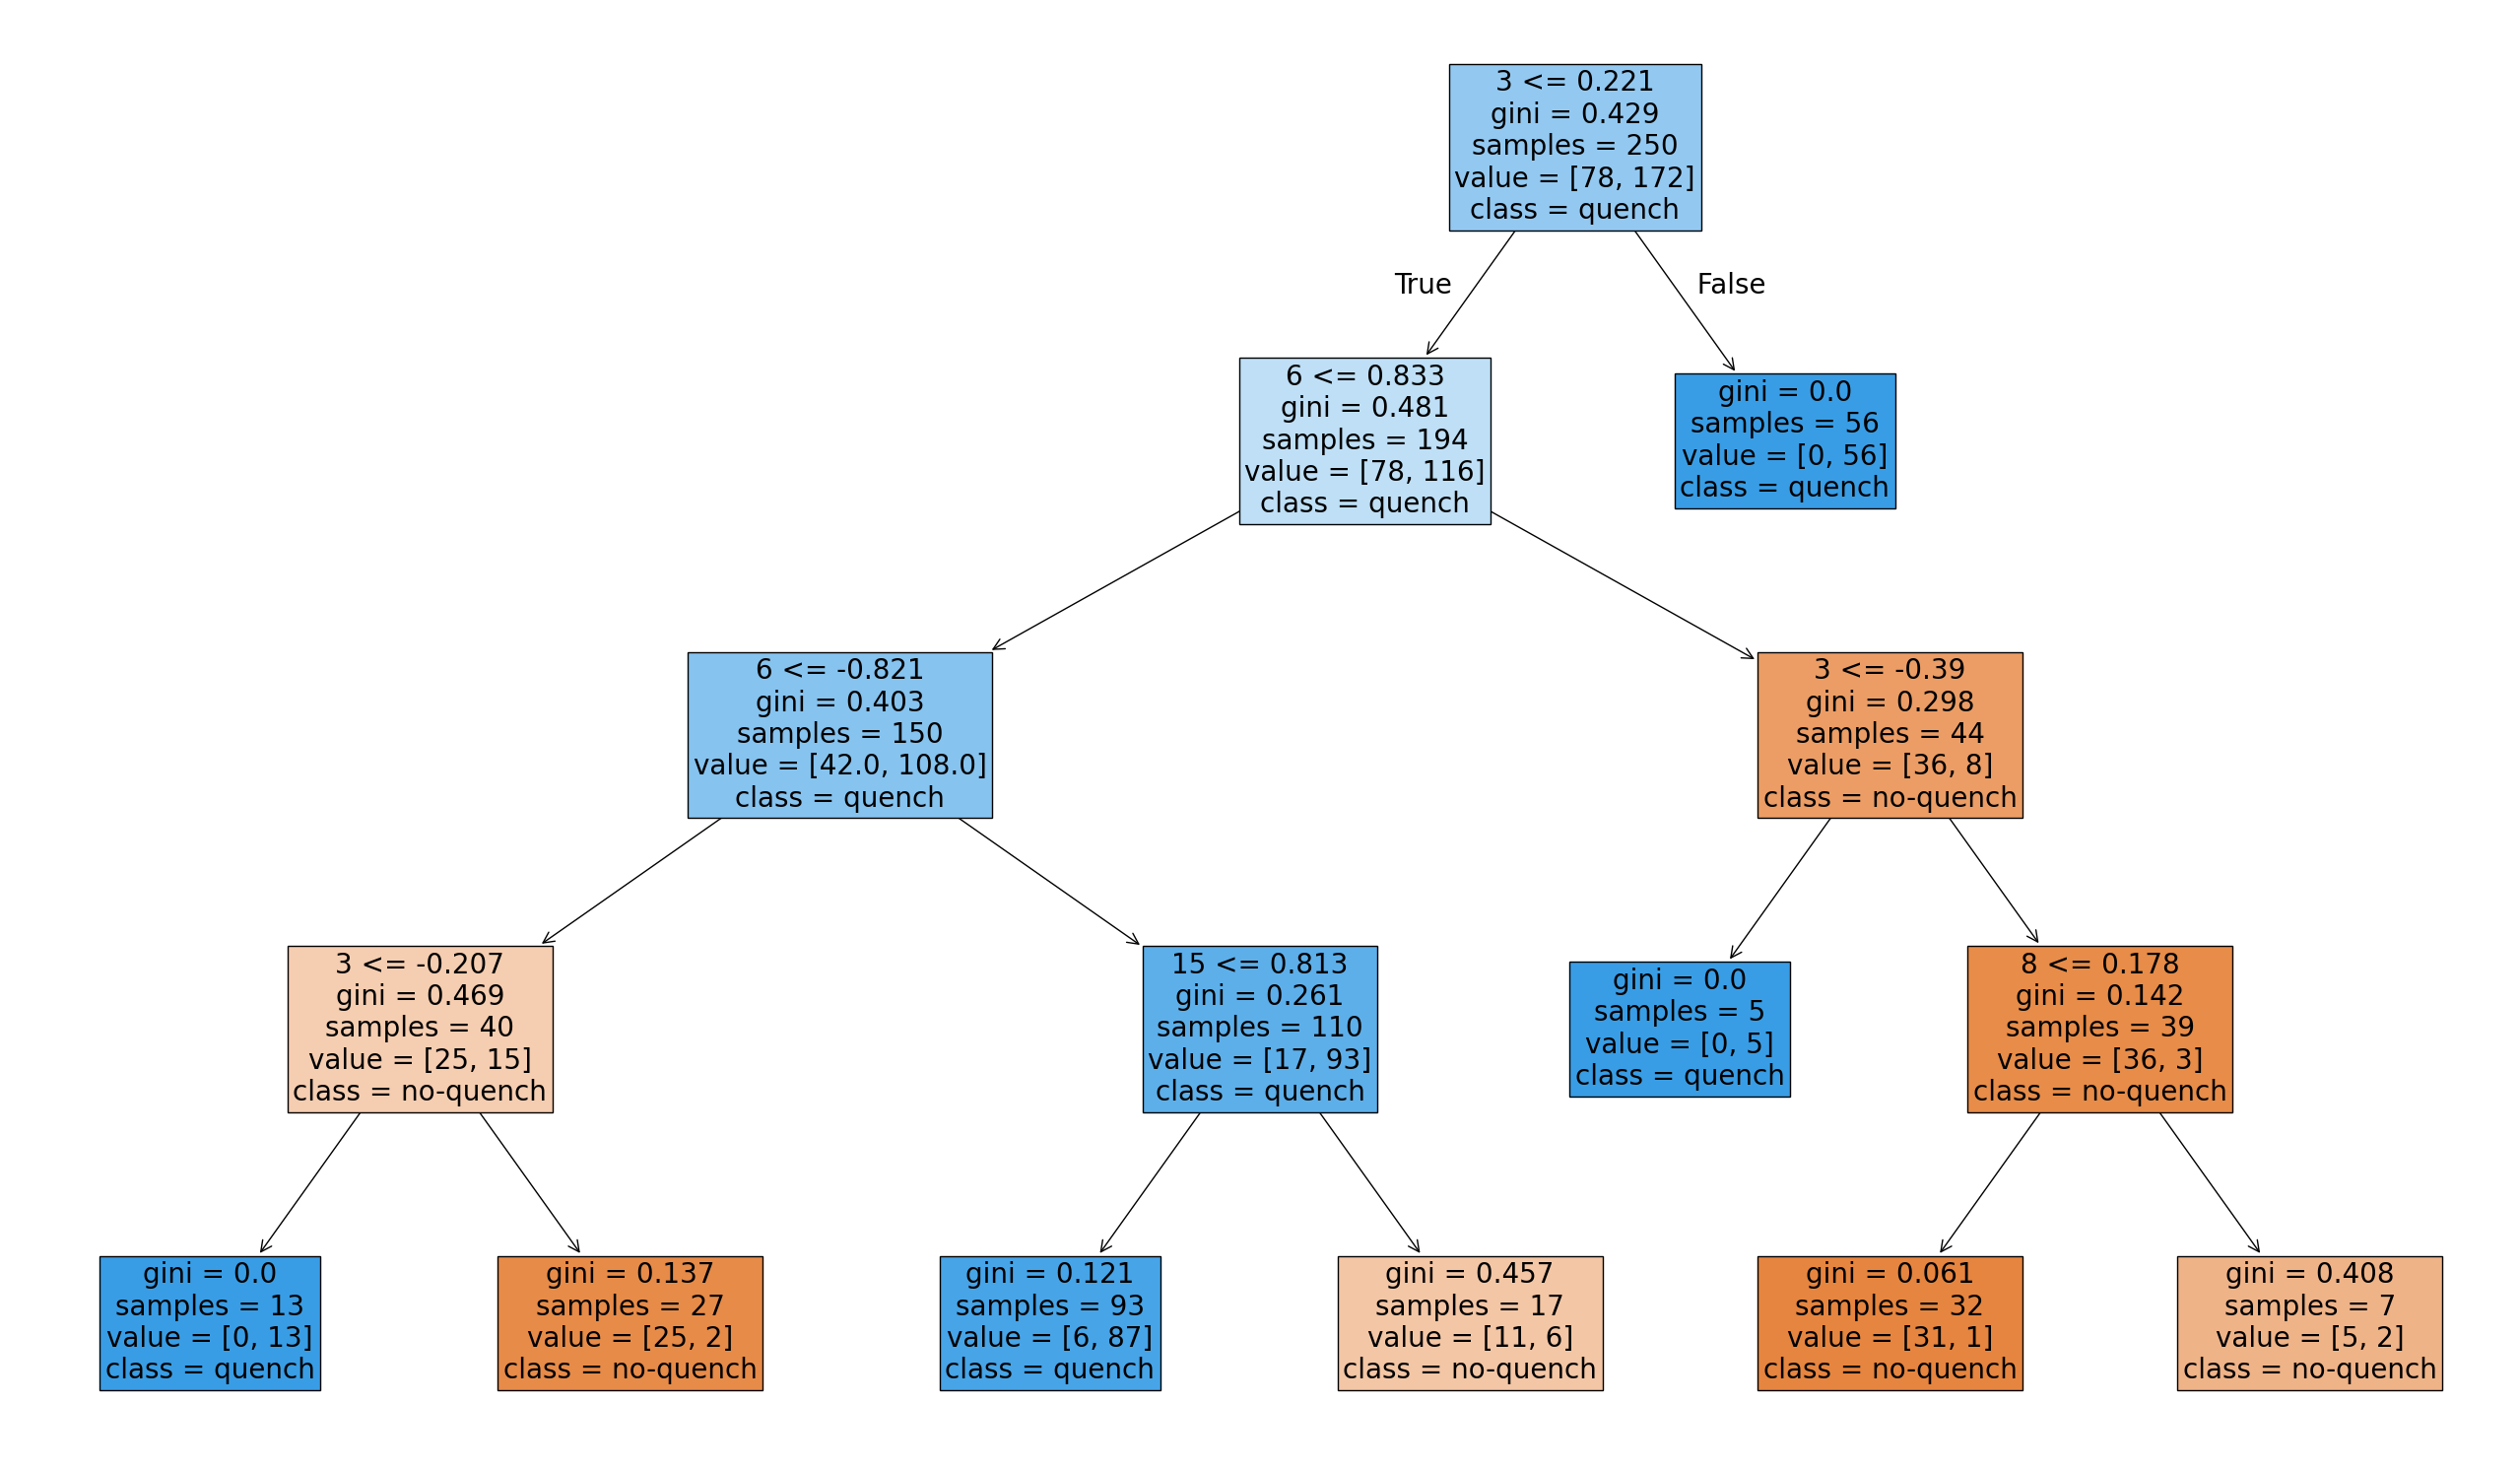 3 <= 0.221
gini = 0.429
samples = 250
value = [78, 172]
class = quench
True
False
6 <= 0.833
gini = 0.481
samples = 194
value = [78, 116]
class = quench
gini = 0.0
samples = 56
value = [0, 56]
class = quench
6 <= -0.821
gini = 0.403
samples = 150
value = [42.0, 108.0]
class = quench
3 <= -0.39
gini = 0.298
samples = 44
value = [36, 8]
class = no-quench
3 <= -0.207
gini = 0.469
samples = 40
value = [25, 15]
class = no-quench
15 <= 0.813
gini = 0.261
samples = 110
value = [17, 93]
class = quench
gini = 0.0
samples = 5
value = [0, 5]
class = quench
8 <= 0.178
gini = 0.142
samples = 39
value = [36, 3]
class = no-quench
gini = 0.0
samples = 13
value = [0, 13]
class = quench
gini = 0.137
samples = 27
value = [25, 2]
class = no-quench
gini = 0.121
samples = 93
value = [6, 87]
class = quench
gini = 0.457
samples = 17
value = [11, 6]
class = no-quench
gini = 0.061
samples = 32
value = [31, 1]
class = no-quench
gini = 0.408
samples = 7
value = [5, 2]
class = no-quench